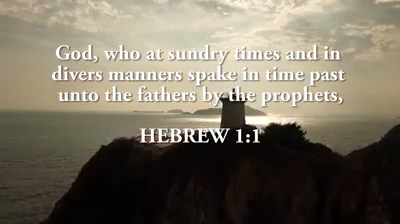 God, who at sundry times and in
divers manners spake in time past
unto the fathers by the prophets,
HEBREW 1:1